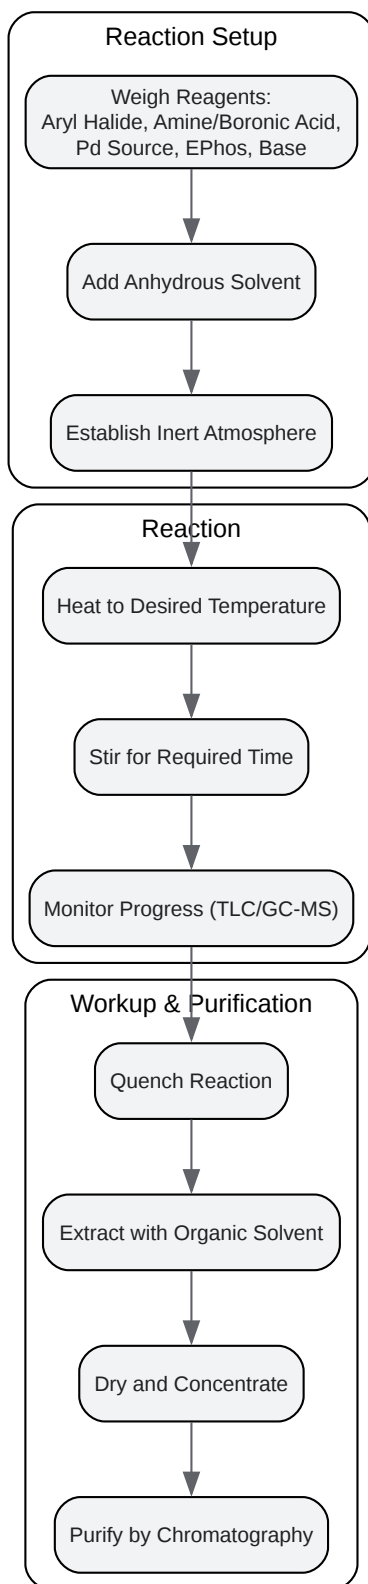 Reaction Setup
Weigh Reagents:
Aryl Halide, Amine/Boronic Acid,
Pd Source, EPhos, Base
Add Anhydrous Solvent
Establish Inert Atmosphere
Reaction
Heat to Desired Temperature
Stir for Required Time
Monitor Progress (TLC/GC-MS)
Workup & Purification
Quench Reaction
Extract with Organic Solvent
Dry and Concentrate
Purify by Chromatography